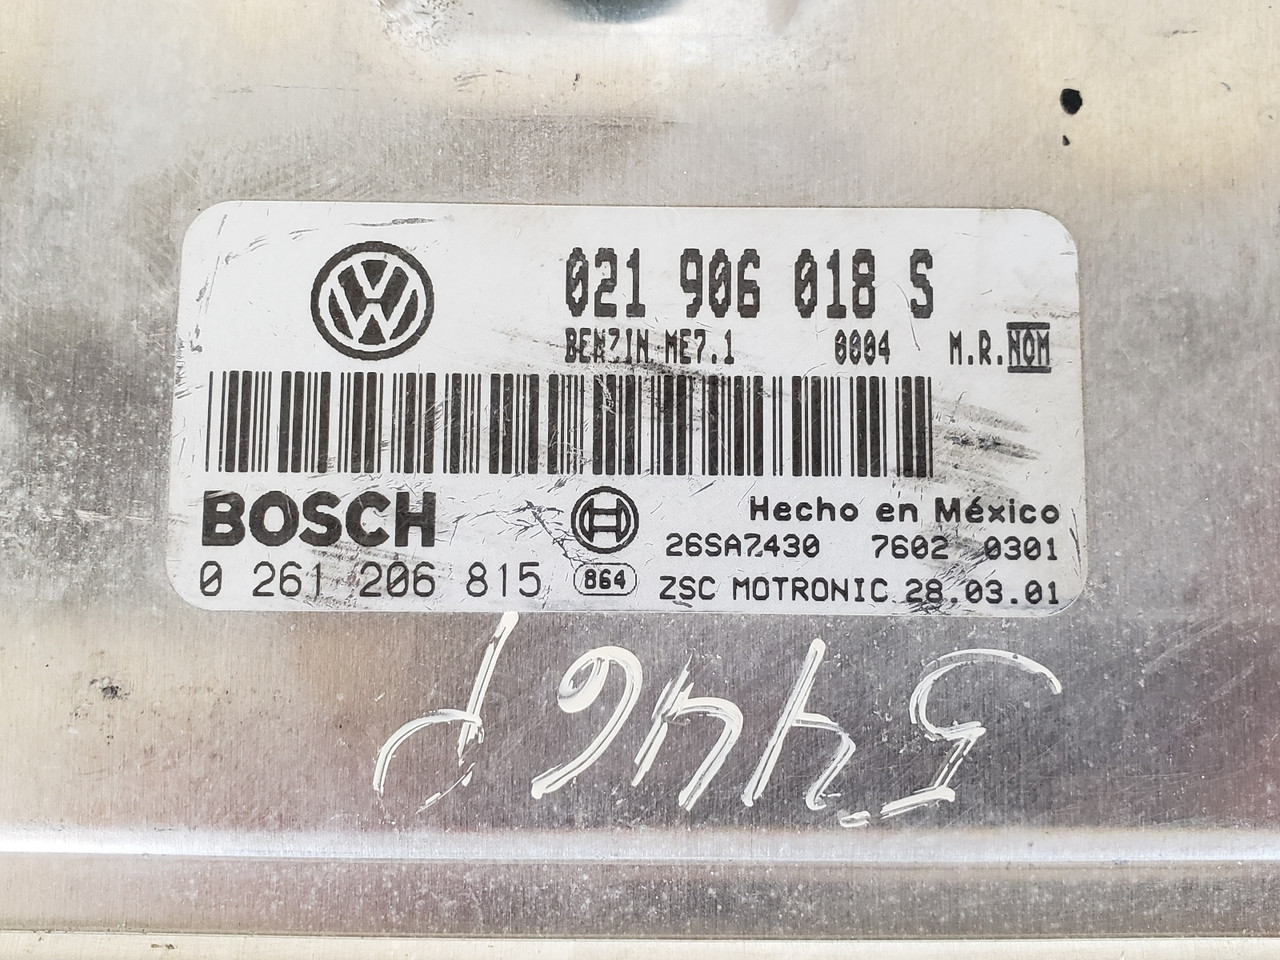 021 906 018 S
BENZIN ME7.1 0004 M.R. NOM
BOSCH
Hecho en México
26SA7430 7602 0301
0 261 206 815 864 ZSC MOTRONIC 28.03.01